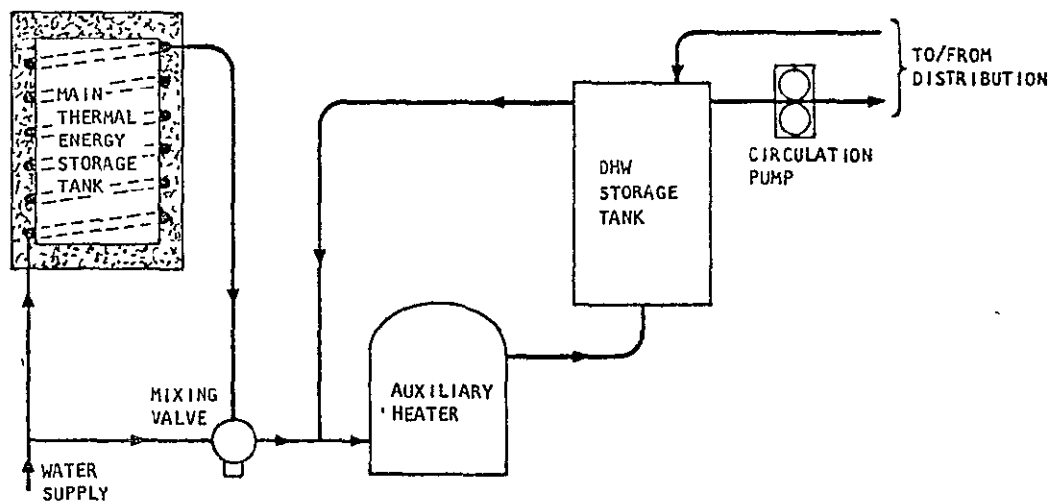 MAIN
THERMAL
ENERGY
STORAGE
TANK
TO/FROM
DISTRIBUTION
CIRCULATION
PUMP
DHW
STORAGE
TANK
MIXING
VALVE
AUXILIARY
HEATER
WATER
SUPPLY